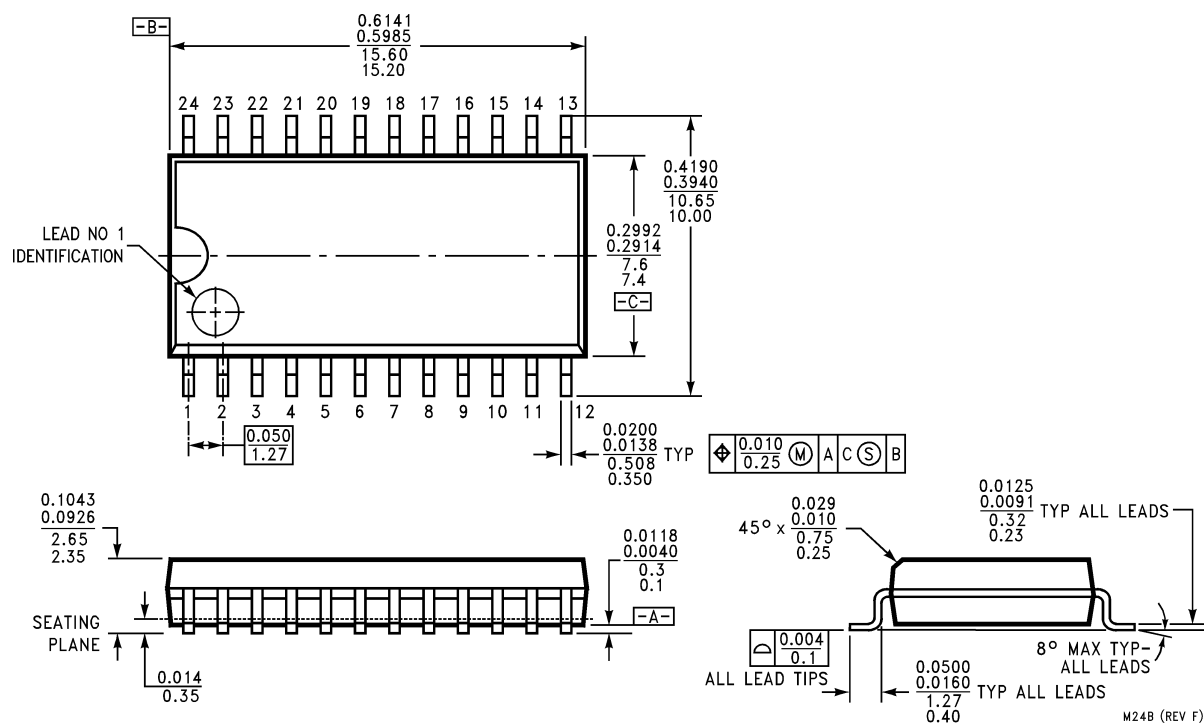 -B-
0.6141
0.5985
15.60
15.20
24 23 22 21 20 19 18 17 16 15 14 13
0.4190
0.3940
10.65
10.00
LEAD NO 1
IDENTIFICATION
0.2992
0.2914
7.6
7.4
-C-
1 2 3 4 5 6 7 8 9 10 11 12
0.050
1.27
0.0200
0.0138
0.508
0.350
TYP
0.010
0.25
M A C S B
0.1043
0.0926
2.65
2.35
SEATING
PLANE
0.014
0.35
0.0118
0.0040
0.3
0.1
-A-
45° x
0.029
0.010
0.75
0.25
0.0125
0.0091
0.32
0.23
TYP ALL LEADS
0.004
0.1
ALL LEAD TIPS
0.0500
0.0160
1.27
0.40
TYP ALL LEADS
8° MAX TYP-
ALL LEADS
M24B (REV F)